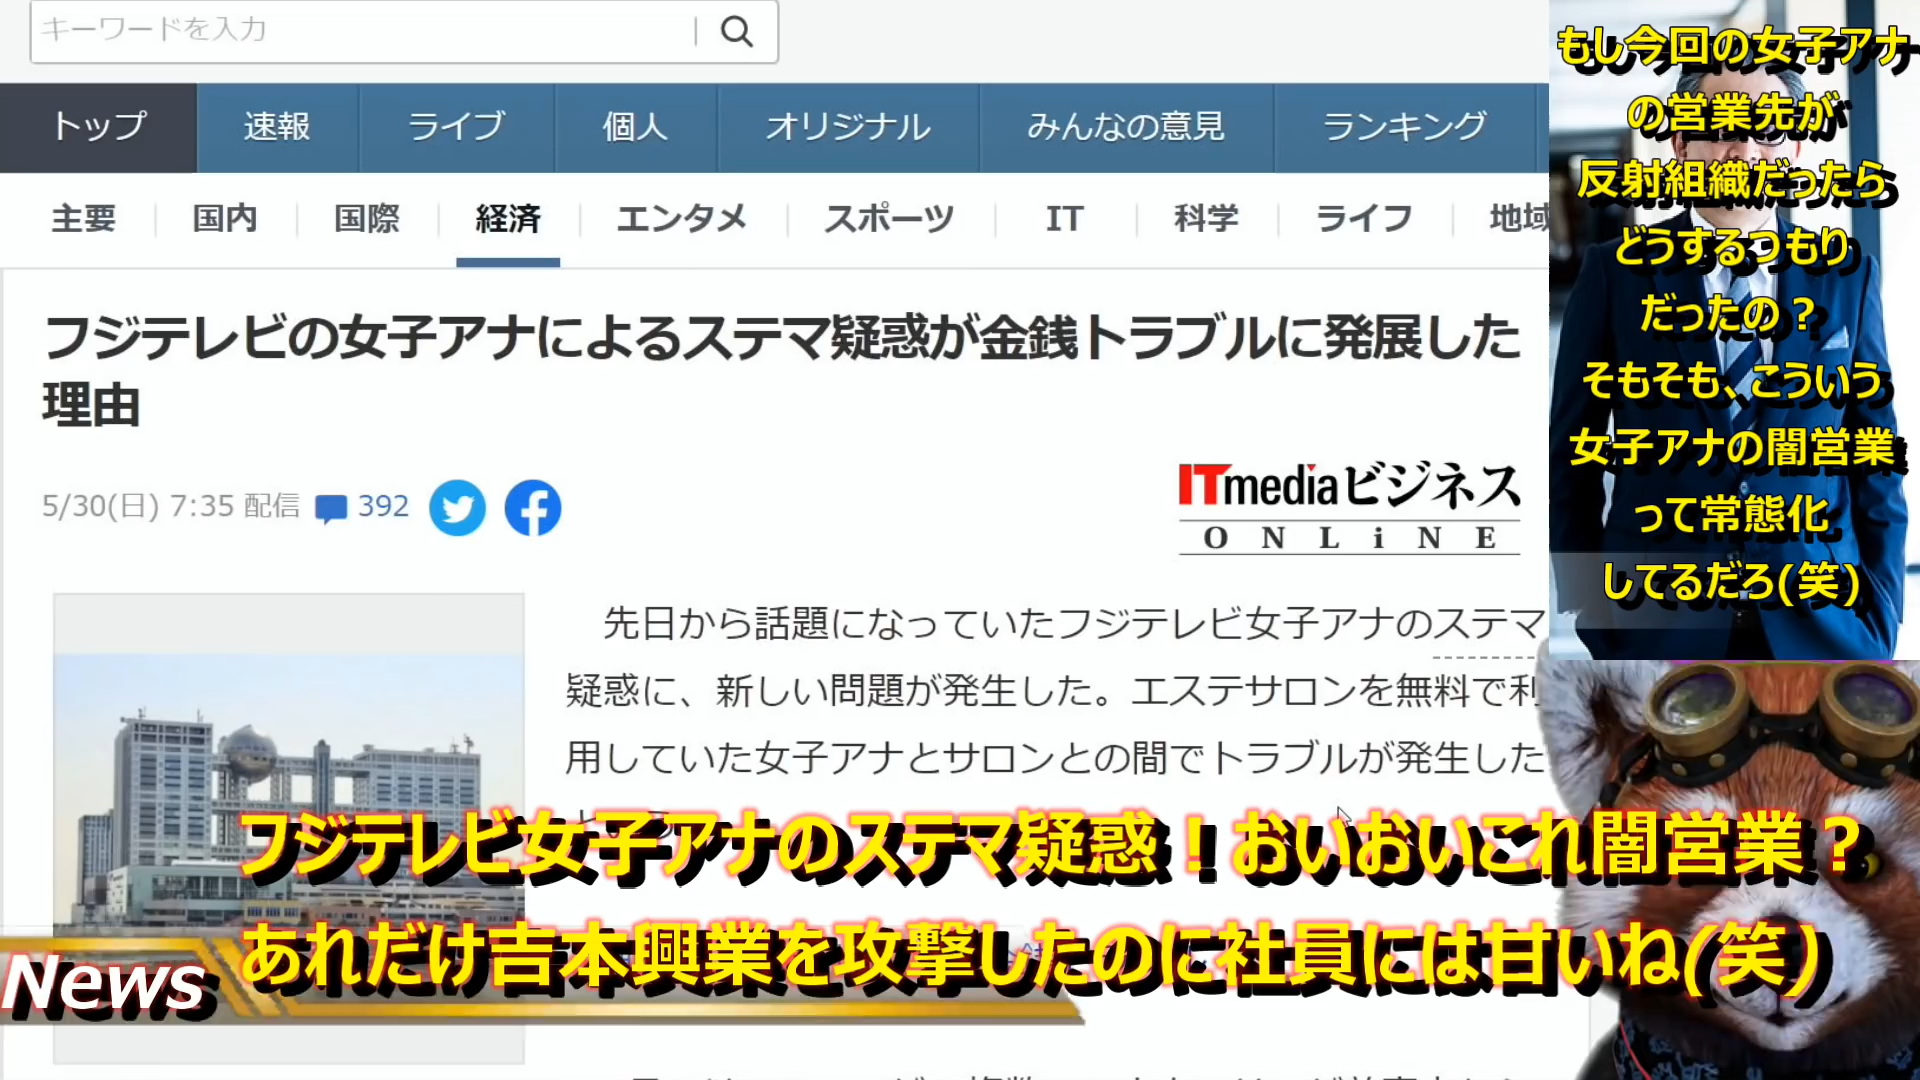 キーワードを入力
トップ 速報 ライブ 個人 オリジナル みんなの意見 ランキング
主要 国内 国際 経済 エンタメ スポーツ IT 科学 ライフ 地域
フジテレビの女子アナによるステマ疑惑が金銭トラブルに発展した
理由
5/30(日) 7:35 配信 392
ITmediaビジネス
ONLiNE
先日から話題になっていたフジテレビ女子アナのステマ
疑惑に、新しい問題が発生した。エステサロンを無料で利
用していた女子アナとサロンとの間でトラブルが発生した
もし今回の女子アナ
の営業先が
反射組織だったら
どうするつもり
だったの？
そもそも、こういう
女子アナの闇営業
って常態化
してるだろ(笑)
フジテレビ女子アナのステマ疑惑！おいおいこれ闇営業？
あれだけ吉本興業を攻撃したのに社員には甘いね(笑)
News